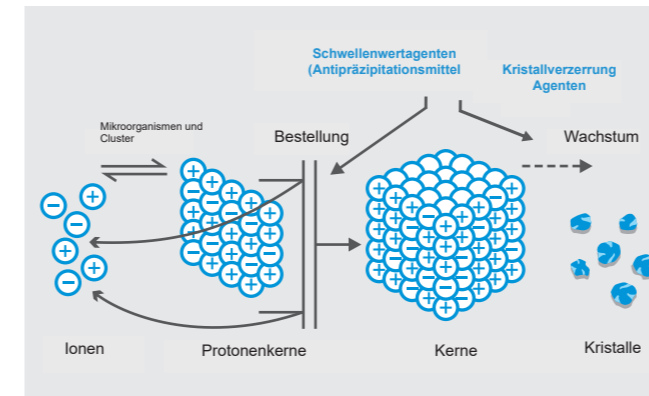 Schwellenwertagenten
(Antipräzipitationsmittel
Kristallverzerrung
Agenten
Mikroorganismen und
Cluster
Bestellung
Wachstum
Ionen
Protonenkerne
Kerne
Kristalle